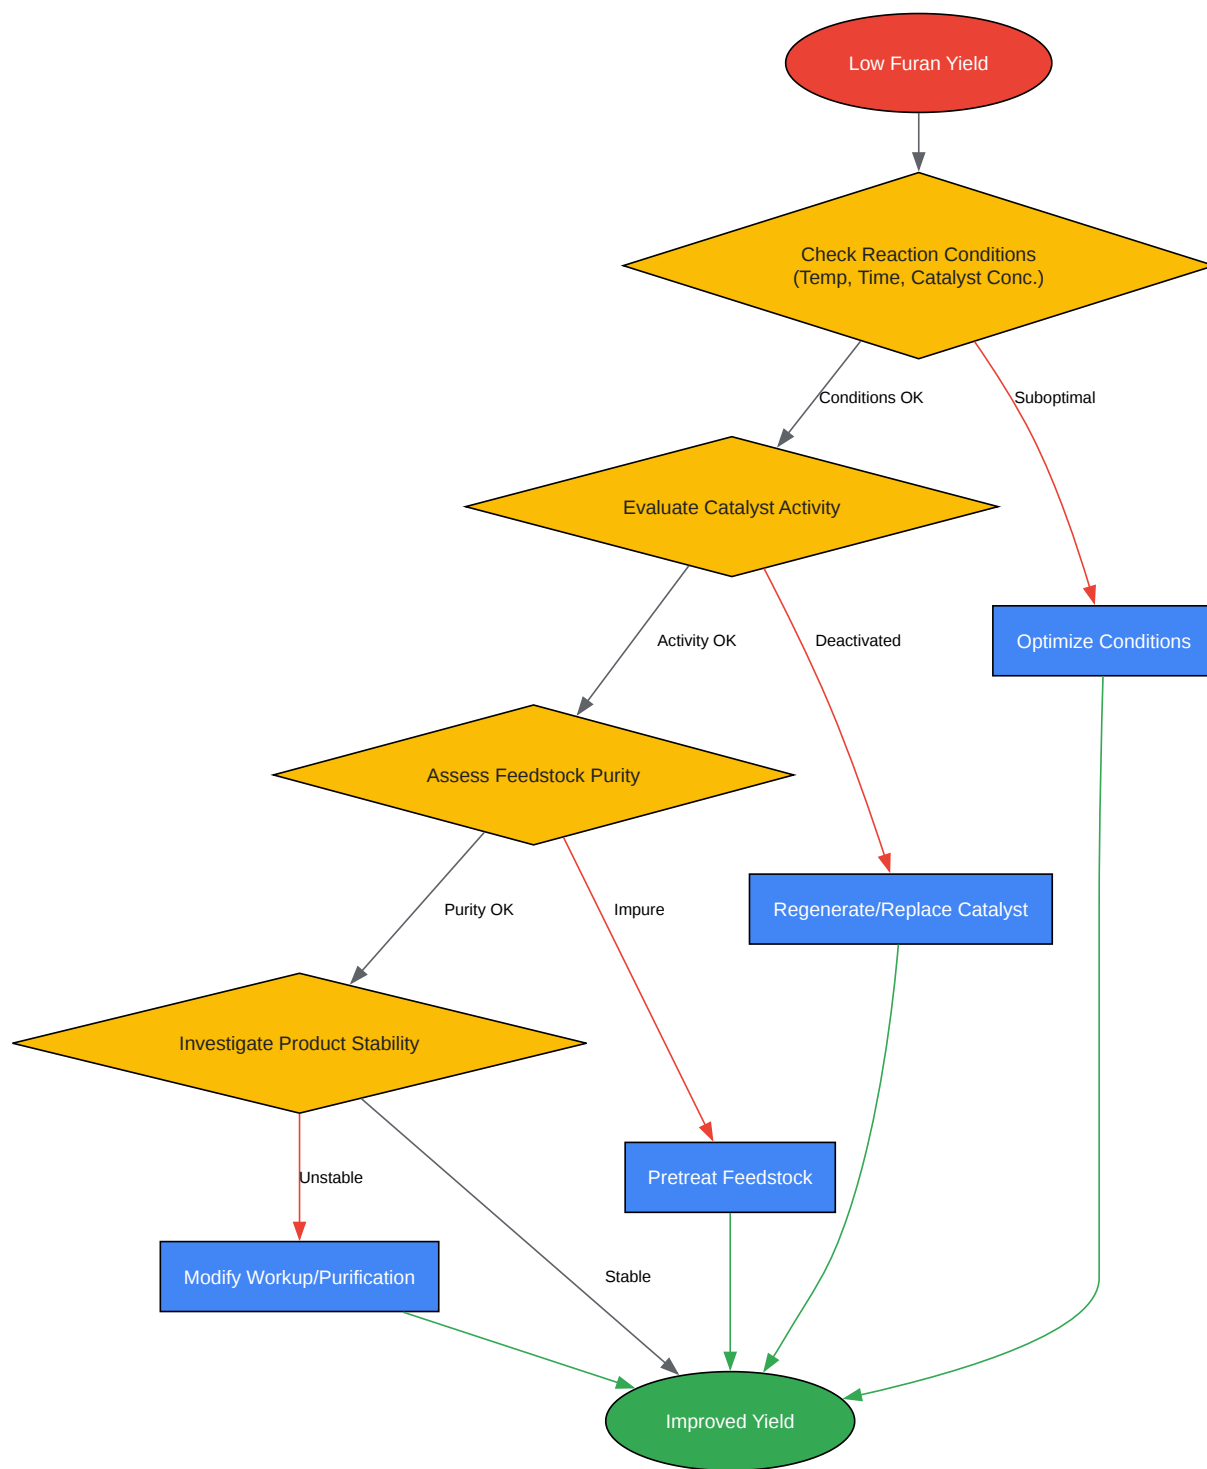 Low Furan Yield
Check Reaction Conditions
(Temp, Time, Catalyst Conc.)
Conditions OK
Suboptimal
Evaluate Catalyst Activity
Activity OK
Deactivated
Optimize Conditions
Assess Feedstock Purity
Purity OK
Impure
Regenerate/Replace Catalyst
Investigate Product Stability
Unstable
Pretreat Feedstock
Modify Workup/Purification
Stable
Improved Yield